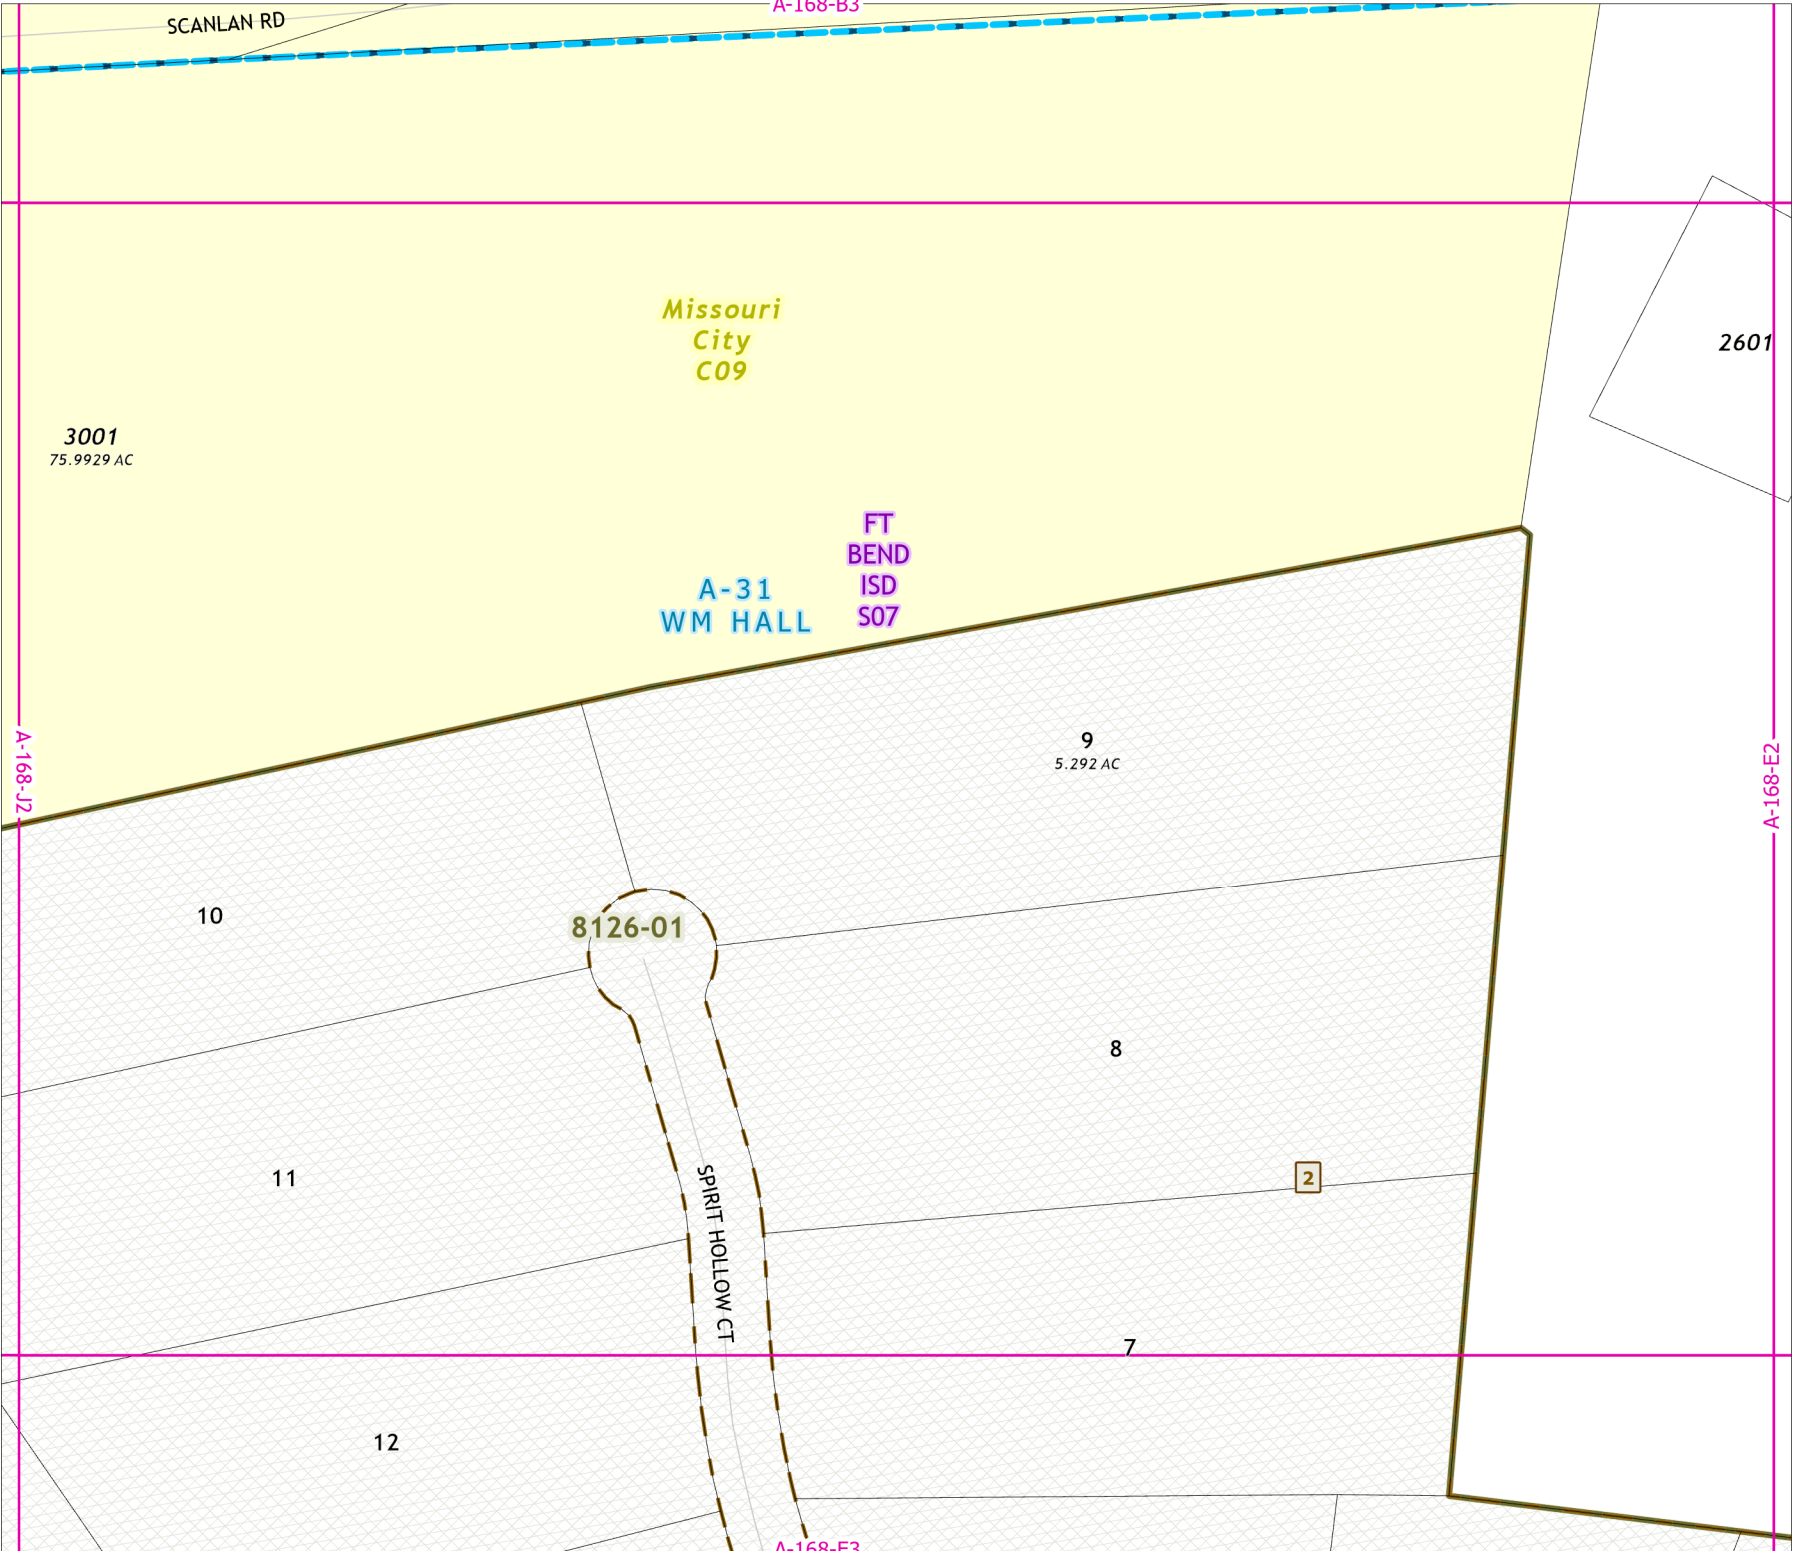 A-168-B3
SCANLAN RD
Missouri
City
C09
2601
3001
75.9929 AC
FT
BEND
ISD
S07
A-31
WM HALL
A-168-J2
A-168-E2
9
5.292 AC
10
8126-01
8
11
2
SPIRIT HOLLOW CT
7
12